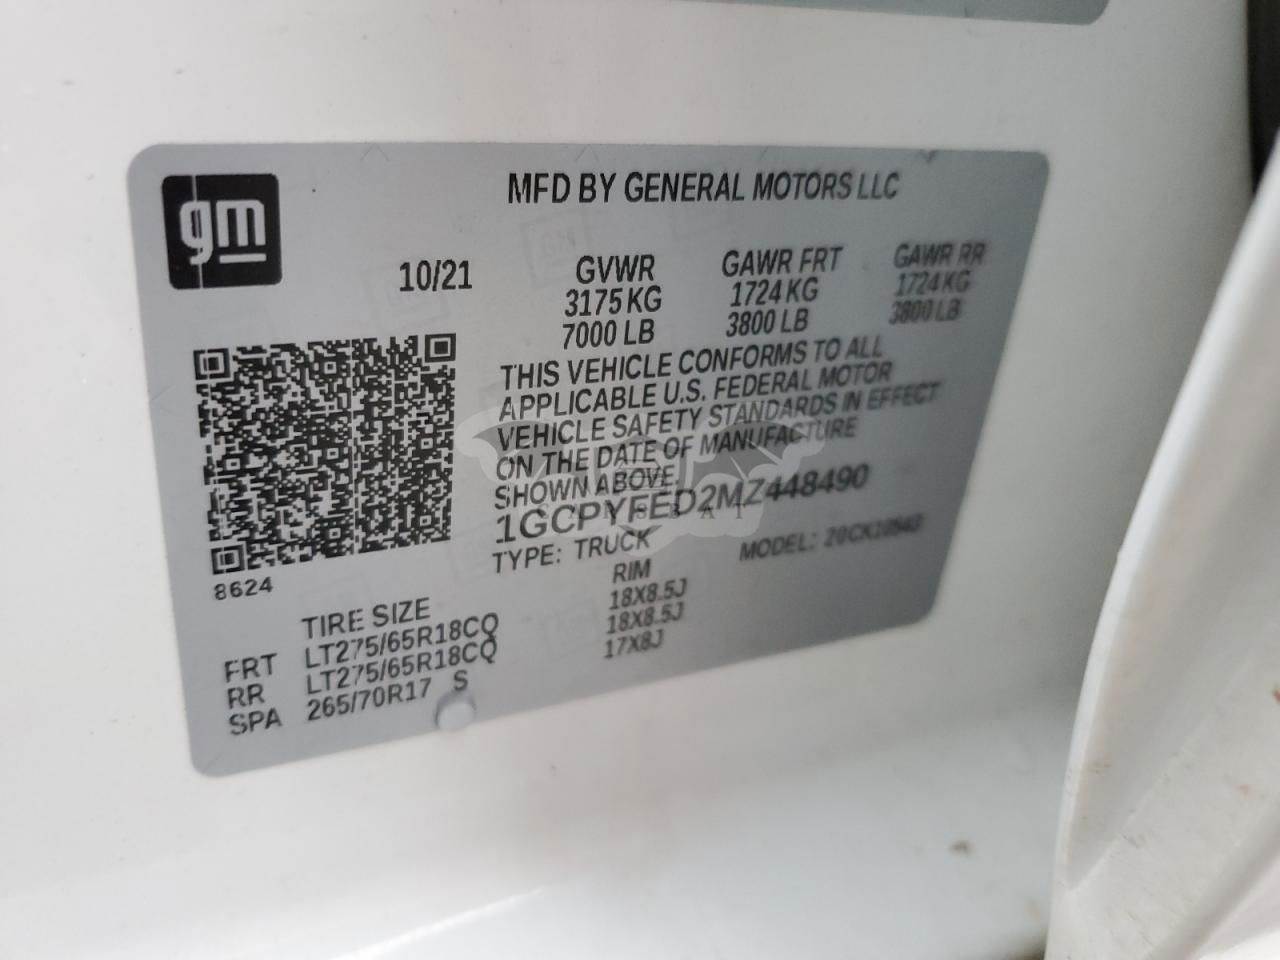 gm
MFD BY GENERAL MOTORS LLC
10/21
GVWR GAWR FRT GAWR RR
3175 KG 1724 KG 1724 KG
7000 LB 3800 LB 3800 LB
THIS VEHICLE CONFORMS TO ALL
APPLICABLE U.S. FEDERAL MOTOR
VEHICLE SAFETY STANDARDS IN EFFECT
ON THE DATE OF MANUFACTURE
SHOWN ABOVE.
1GCPYFED2MZ448490
TYPE: TRUCK MODEL:
8624
TIRE SIZE RIM
FRT LT275/65R18CQ 18X8.5J
RR LT275/65R18CQ 18X8.5J
SPA 265/70R17 S 17X8J